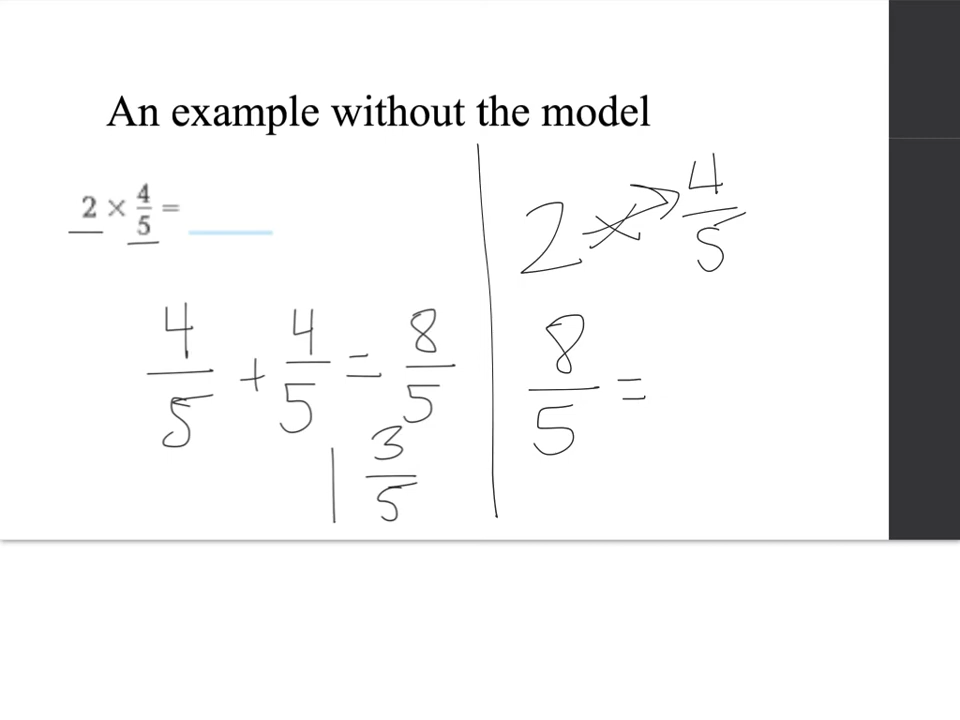 An example without the model
2 × 4/5 =
4/5 + 4/5 = 8/5
1 3/5
2 × 4/5
8/5 =